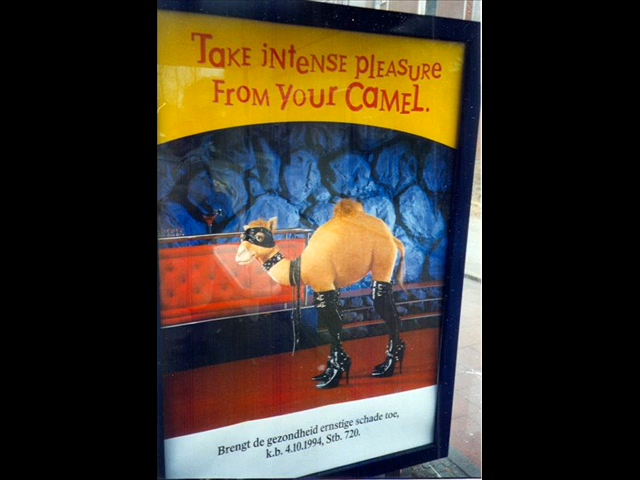 Take intense pleasure
from your Camel.
Brengt de gezondheid ernstige schade toe,
k.b. 4.10.1994, Stb. 720.